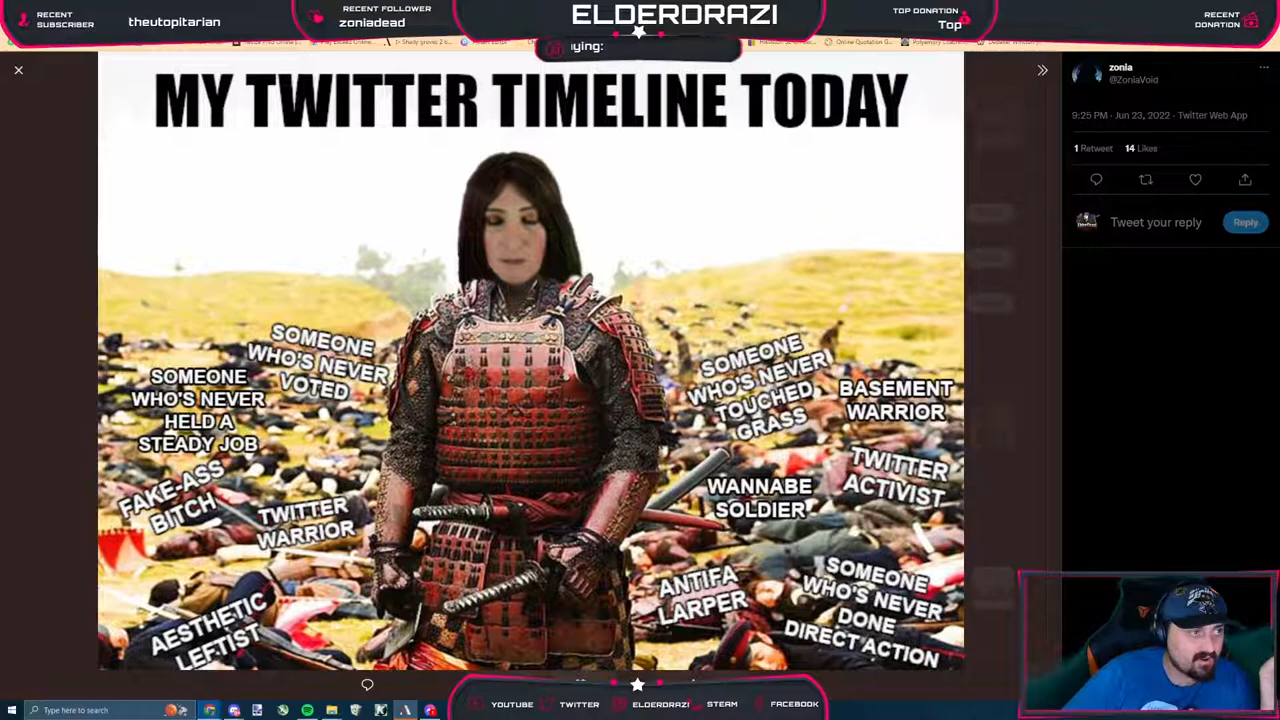 RECENT
SUBSCRIBER
theutopitarian
RECENT FOLLOWER
zoniadead
ELDERDRAZI
TOP DONATION
Top
RECENT
DONATION
ying:
MY TWITTER TIMELINE TODAY
zonia
@ZoniaVoid
9:25 PM · Jun 23, 2022 · Twitter Web App
1 Retweet 14 Likes
Tweet your reply
Reply
SOMEONE
WHO'S NEVER
VOTED
SOMEONE
WHO'S NEVER
HELD A
STEADY JOB
FAKE-ASS
BITCH
TWITTER
WARRIOR
AESTHETIC
LEFTIST
SOMEONE
WHO'S NEVER
TOUCHED
GRASS
BASEMENT
WARRIOR
TWITTER
ACTIVIST
WANNABE
SOLDIER
ANTIFA
LARPER
SOMEONE
WHO'S NEVER
DONE
DIRECT ACTION
Type here to search
YOUTUBE TWITTER ELDERDRAZI STEAM FACEBOOK